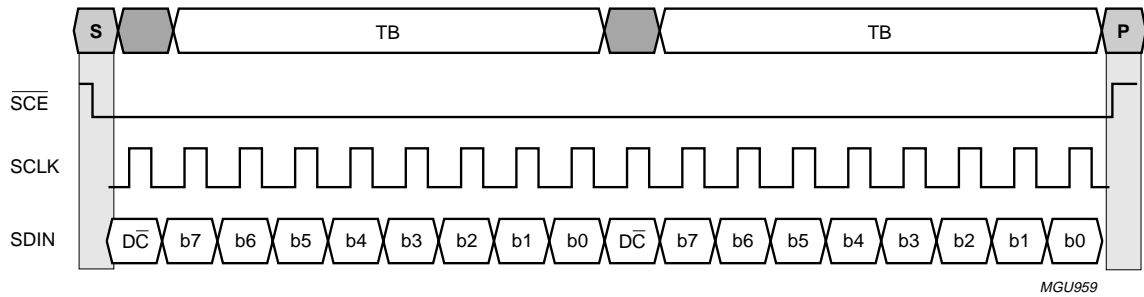 S TB TB P
S̅C̅E̅
SCLK
SDIN DC̅ b7 b6 b5 b4 b3 b2 b1 b0 DC̅ b7 b6 b5 b4 b3 b2 b1 b0
MGU959